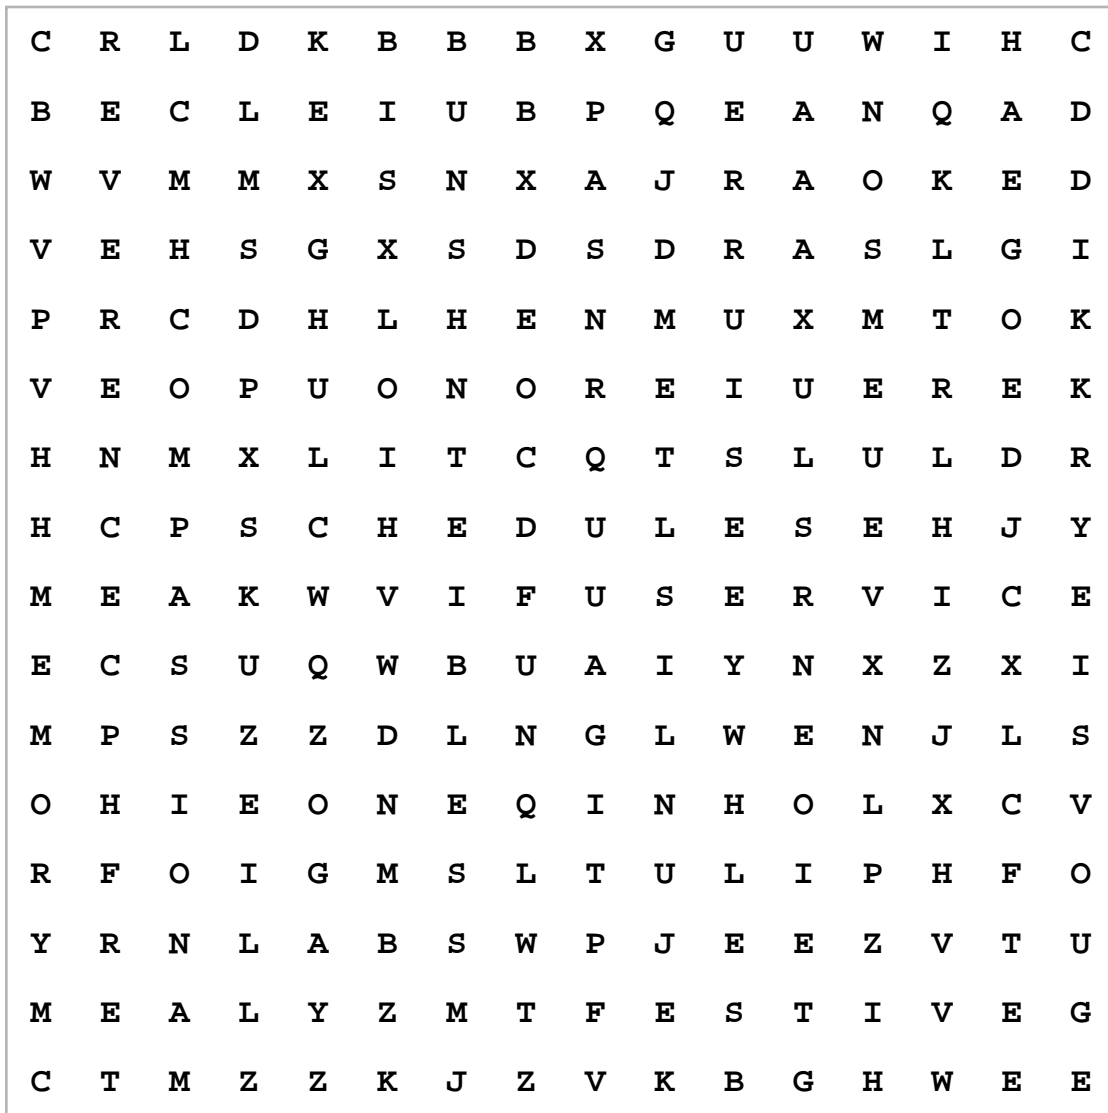 C R L D K B B B X G U U W I H C
B E C L E I U B P Q E A N Q A D
W V M M X S N X A J R A O K E D
V E H S G X S D S D R A S L G I
P R C D H L H E N M U X M T O K
V E O P U O N O R E I U E R E K
H N M X L I T C Q T S L U L D R
H C P S C H E D U L E S E H J Y
M E A K W V I F U S E R V I C E
E C S U Q W B U A I Y N X Z X I
M P S Z Z D L N G L W E N J L S
O H I E O N E Q I N H O L X C V
R F O I G M S L T U L I P H F O
Y R N L A B S W P J E E Z V T U
M E A L Y Z M T F E S T I V E G
C T M Z Z K J Z V K B G H W E E